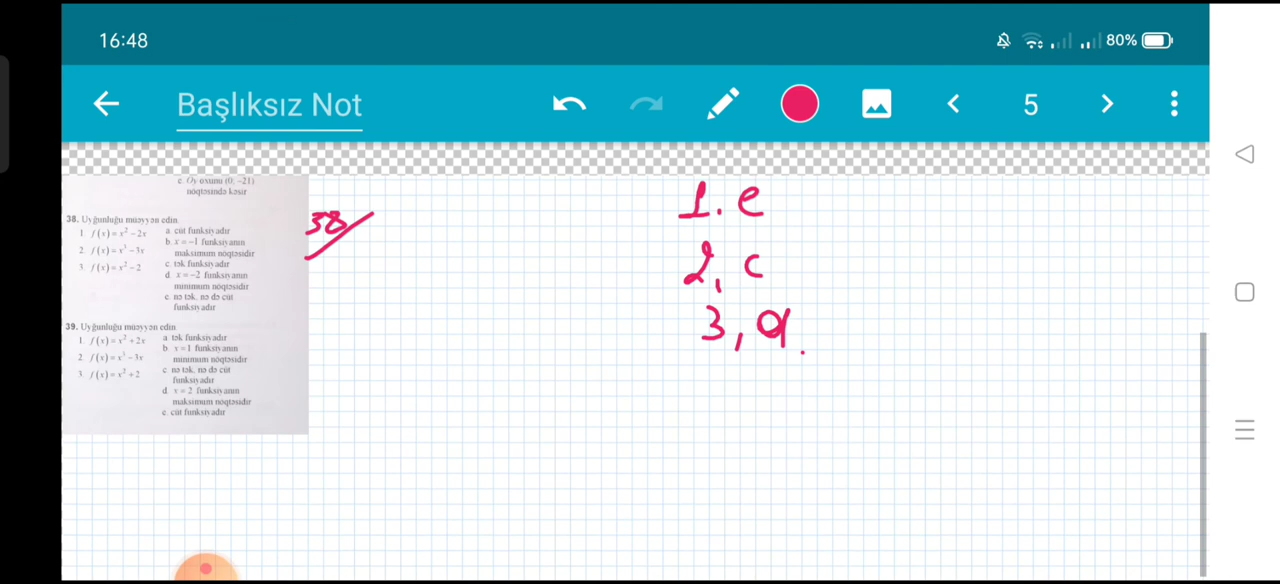 16:48
80%
Başlıksız Not
5
c. Oy oxunu (0; –21)
nöqtəsində kəsir
38. Uyğunluğu müəyyən edin
1. f(x) = x² – 2x
2. f(x) = x³ – 3x
3. f(x) = x² – 2
a. cüt funksiyadır
b. x = –1 funksiyanın
maksimum nöqtəsidir
c. tək funksiyadır
d. x = –2 funksiyanın
minimum nöqtəsidir
e. nə tək, nə də cüt
funksiyadır
39. Uyğunluğu müəyyən edin
1. f(x) = x² + 2x
2. f(x) = x³ – 3x
3. f(x) = x² + 2
a. tək funksiyadır
b. x = 1 funksiyanın
minimum nöqtəsidir
c. nə tək, nə də cüt
funksiyadır
d. x = 2 funksiyanın
maksimum nöqtəsidir
e. cüt funksiyadır
38
1. e
2, c
3, a.